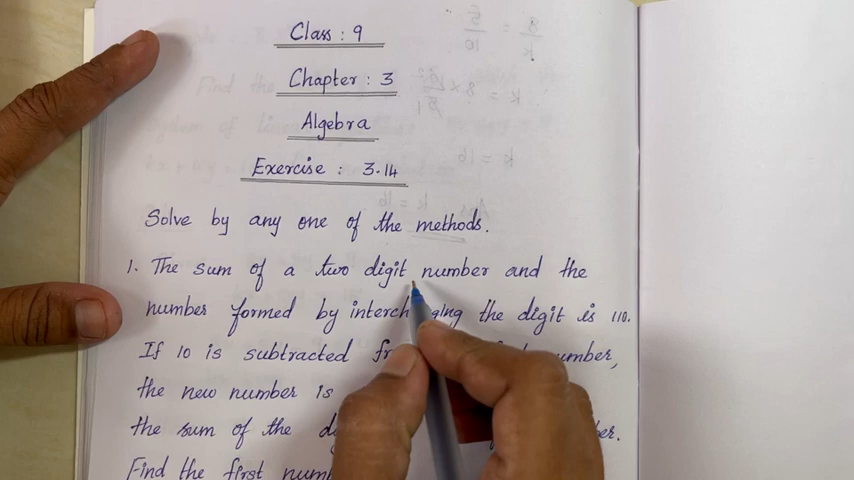 Class : 9
Chapter : 3
Algebra
Exercise : 3.14
Solve by any one of the methods.
1. The sum of a two digit number and the
number formed by interchanging the digit is 110.
If 10 is subtracted umber,
the new number is
the sum of the
Find the first